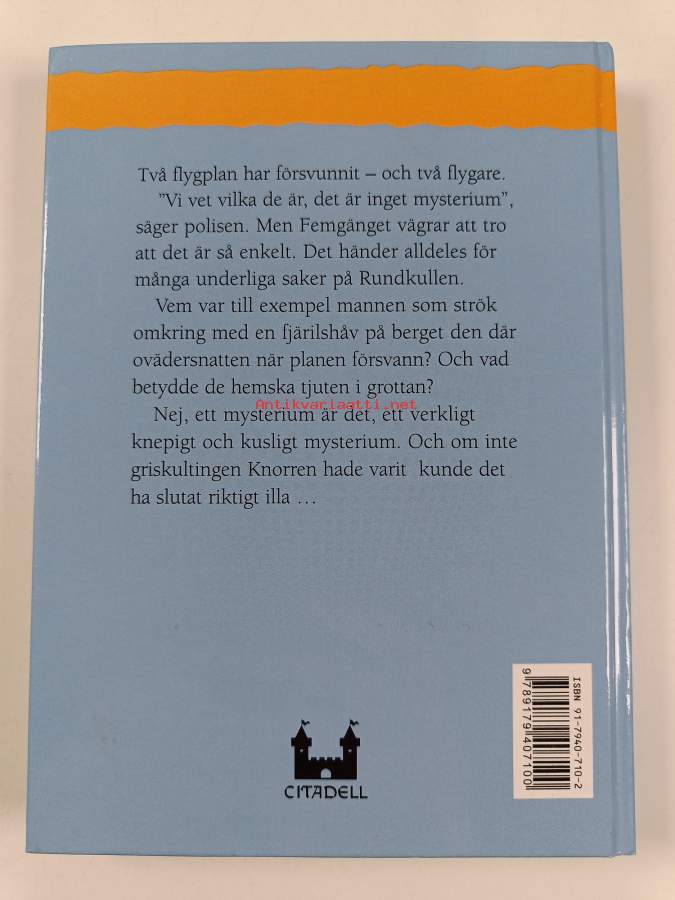 Två flygplan har försvunnit – och två flygare.
"Vi vet vilka de är, det är inget mysterium",
säger polisen. Men Femgänget vägrar att tro
att det är så enkelt. Det händer alldeles för
många underliga saker på Rundkullen.
Vem var till exempel mannen som strök
omkring med en fjärilshåv på berget den där
ovädersnatten när planen försvann? Och vad
betydde de hemska tjuten i grottan?
Antikvariaatti.net
Nej, ett mysterium är det, ett verkligt
knepigt och kusligt mysterium. Och om inte
griskultingen Knorren hade varit kunde det
ha slutat riktigt illa …
ISBN 91-7940-710-2
9 789179 407100
CITADELL